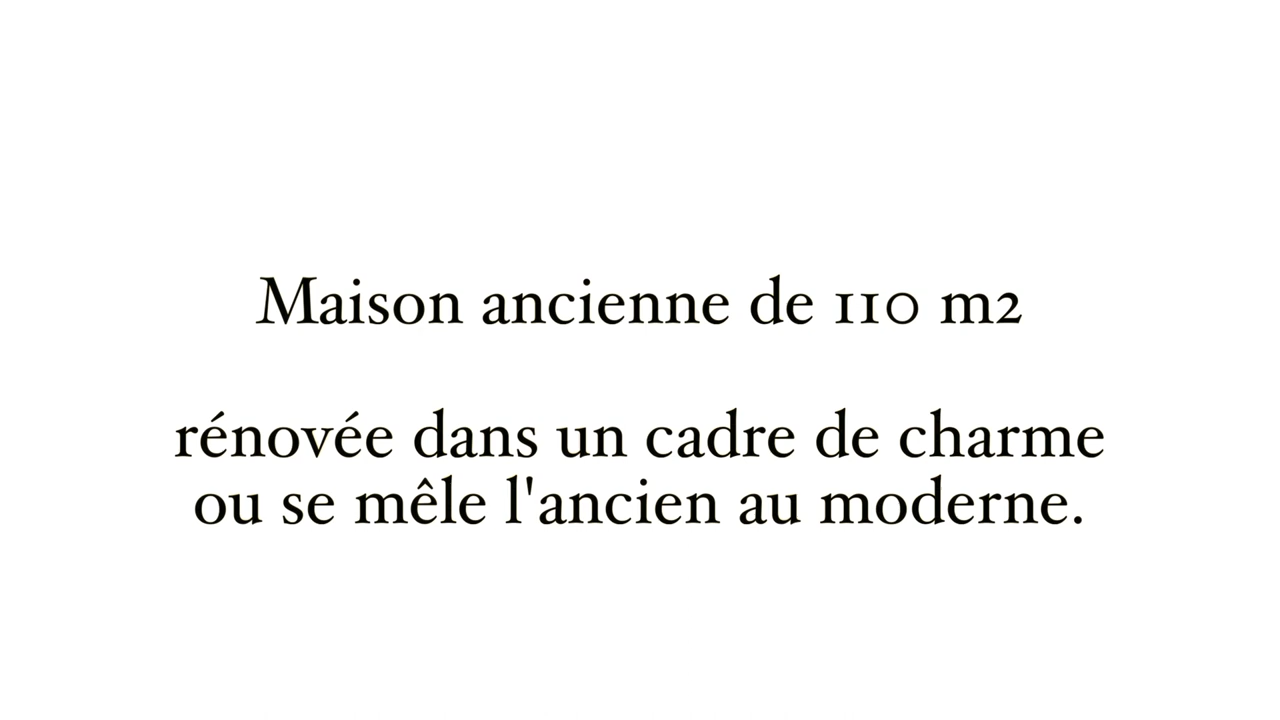 Maison ancienne de 110 m2
rénovée dans un cadre de charme
ou se mêle l'ancien au moderne.